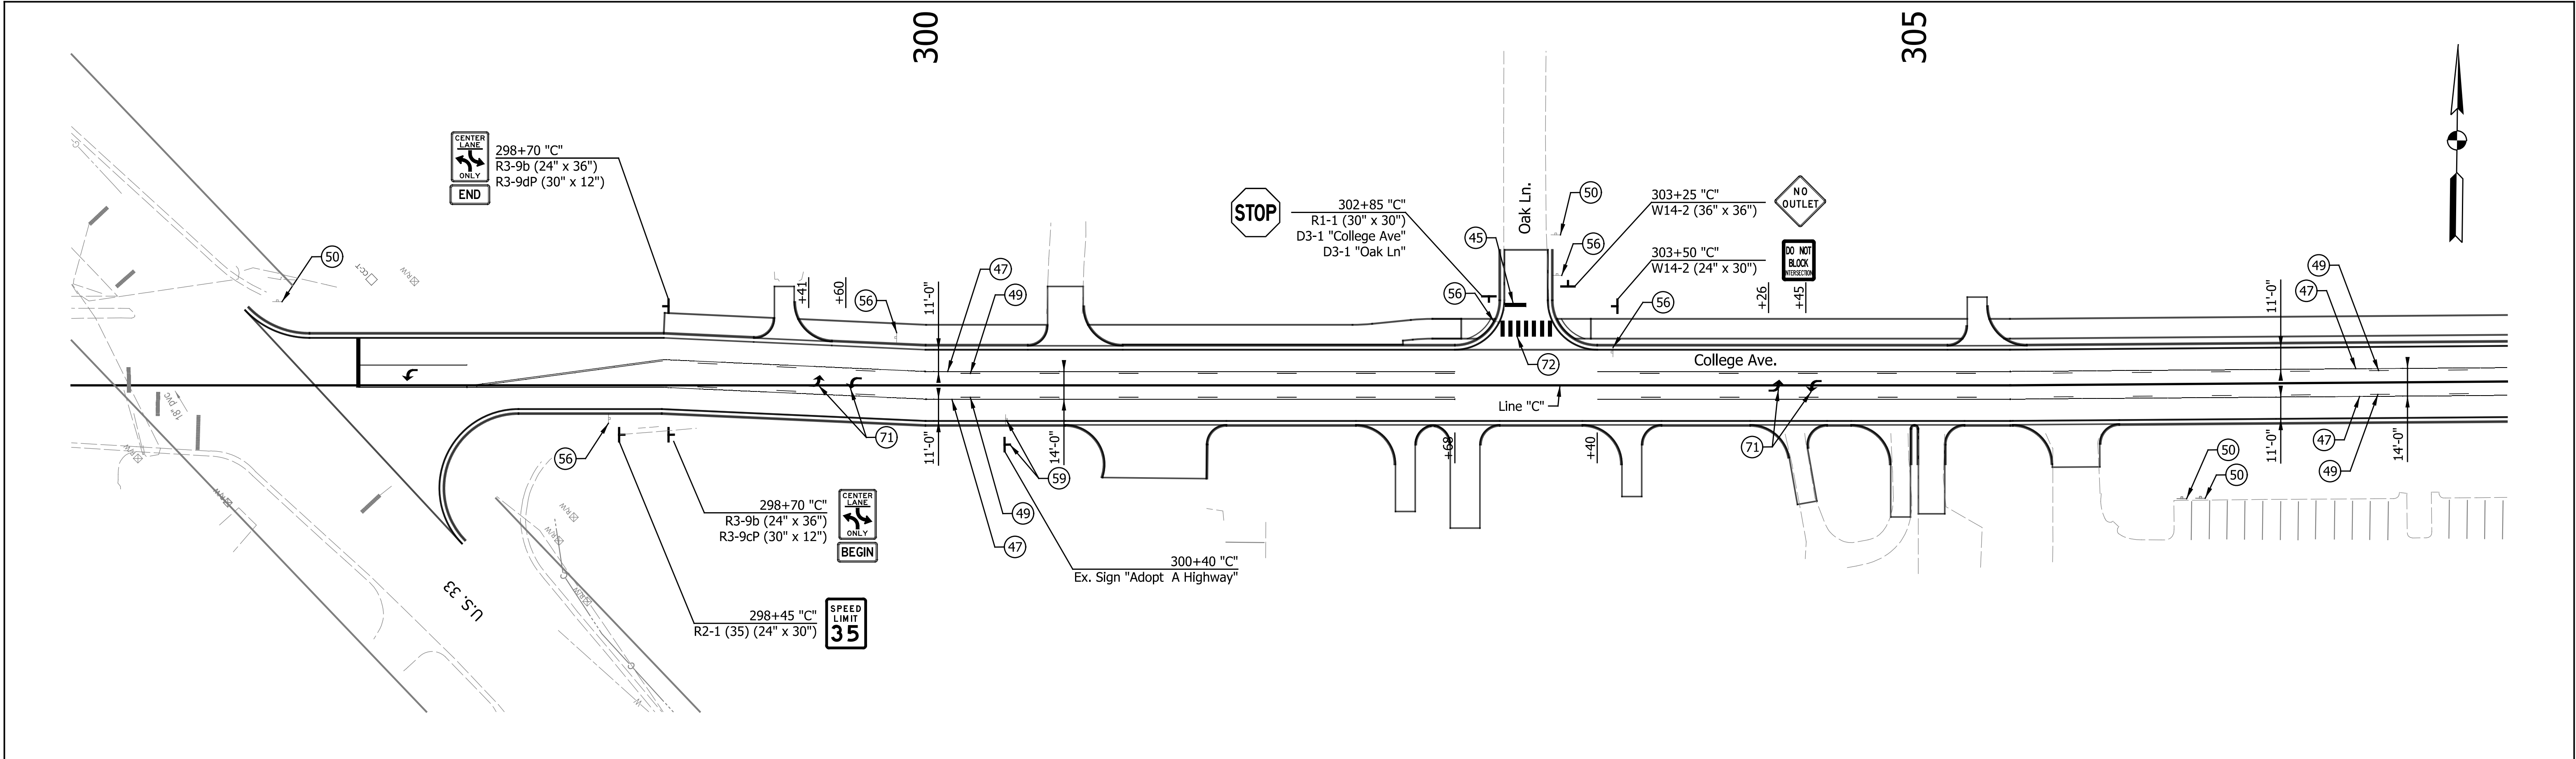 300
305
CENTER
LANE
ONLY
END
298+70 "C"
R3-9b (24" x 36")
R3-9dP (30" x 12")
STOP
302+85 "C"
R1-1 (30" x 30")
D3-1 "College Ave"
D3-1 "Oak Ln"
45
Oak Ln.
50
56
303+25 "C"
W14-2 (36" x 36")
NO
OUTLET
303+50 "C"
W14-2 (24" x 30")
DO NOT
BLOCK
INTERSECTION
50
CC-T
R/W
+41
+60
56
11'-0"
47
49
56
56
+26
+45
49
47
11'-0"
72
College Ave.
Line "C"
18" pvc
R/W
R/W
56
71
11'-0"
14'-0"
59
+68
+40
71
11'-0"
47
49
14'-0"
50
50
298+70 "C"
R3-9b (24" x 36")
R3-9cP (30" x 12")
CENTER
LANE
ONLY
BEGIN
49
47
300+40 "C"
Ex. Sign "Adopt A Highway"
R/W
R/W
R/W
U.S. 33
298+45 "C"
R2-1 (35) (24" x 30")
SPEED
LIMIT
35